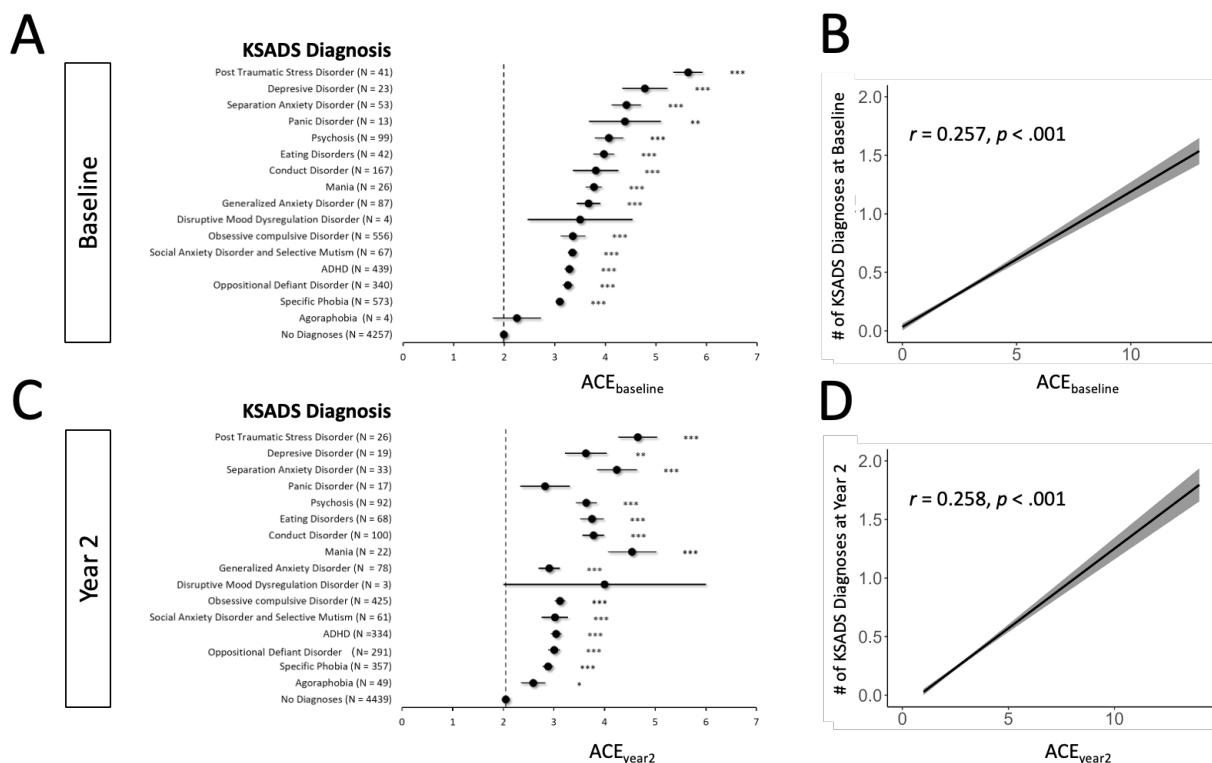 A
KSADS Diagnosis
Baseline
Post Traumatic Stress Disorder (N = 41) ***
Depresive Disorder (N = 23) ***
Separation Anxiety Disorder (N = 53) ***
Panic Disorder (N = 13) **
Psychosis (N = 99) ***
Eating Disorders (N = 42) ***
Conduct Disorder (N = 167) ***
Mania (N = 26) ***
Generalized Anxiety Disorder (N = 87) ***
Disruptive Mood Dysregulation Disorder (N = 4)
Obsessive compulsive Disorder (N = 556) ***
Social Anxiety Disorder and Selective Mutism (N = 67) ***
ADHD (N = 439) ***
Oppositional Defiant Disorder (N = 340) ***
Specific Phobia (N = 573) ***
Agoraphobia (N = 4)
No Diagnoses (N = 4257)
0 1 2 3 4 5 6 7
ACEbaseline
B
# of KSADS Diagnoses at Baseline
2.0
1.5
1.0
0.5
0.0
r = 0.257, p < .001
0 5 10
ACEbaseline
C
KSADS Diagnosis
Year 2
Post Traumatic Stress Disorder (N = 26) ***
Depresive Disorder (N = 19) **
Separation Anxiety Disorder (N = 33) ***
Panic Disorder (N = 17)
Psychosis (N = 92) ***
Eating Disorders (N = 68) ***
Conduct Disorder (N = 100) ***
Mania (N = 22) ***
Generalized Anxiety Disorder (N = 78) ***
Disruptive Mood Dysregulation Disorder (N = 3)
Obsessive compulsive Disorder (N = 425) ***
Social Anxiety Disorder and Selective Mutism (N = 61) ***
ADHD (N =334) ***
Oppositional Defiant Disorder (N= 291) ***
Specific Phobia (N = 357) ***
Agoraphobia (N = 49) *
No Diagnoses (N = 4439)
0 1 2 3 4 5 6 7
ACEyear2
D
# of KSADS Diagnoses at Year 2
2.0
1.5
1.0
0.5
0.0
r = 0.258, p < .001
0 5 10
ACEyear2